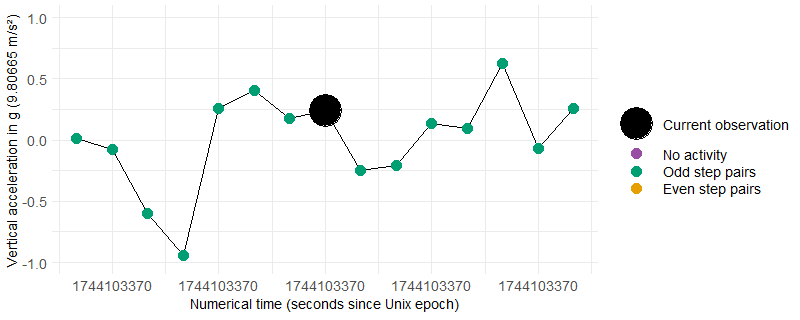 Vertical acceleration in g (9.80665 m/s²)
1.0
0.5
0.0
-0.5
-1.0
1744103370 1744103370 1744103370 1744103370 1744103370
Numerical time (seconds since Unix epoch)
Current observation
No activity
Odd step pairs
Even step pairs